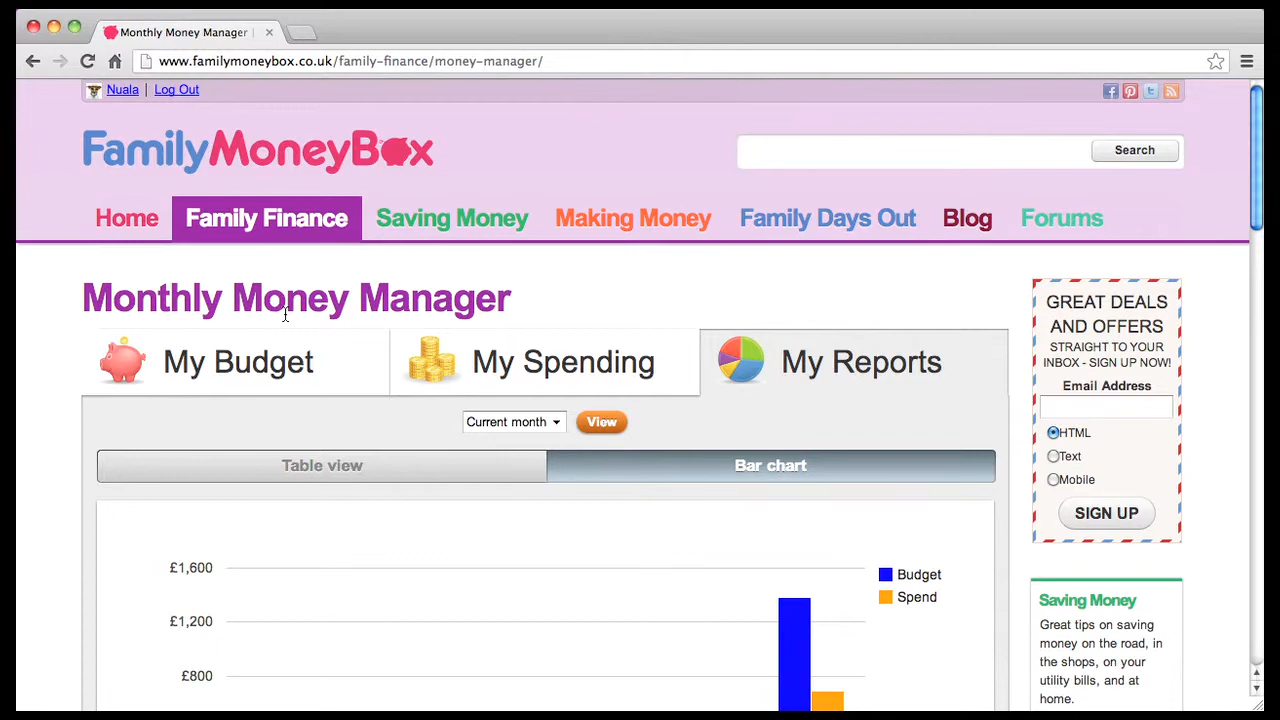 Monthly Money Manager
www.familymoneybox.co.uk/family-finance/money-manager/
Nuala | Log Out
FamilyMoneyBox
Search
Home Family Finance Saving Money Making Money Family Days Out Blog Forums
Monthly Money Manager
My Budget My Spending My Reports
Current month View
Table view Bar chart
£1,600
£1,200
£800
Budget
Spend
GREAT DEALS
AND OFFERS
STRAIGHT TO YOUR
INBOX - SIGN UP NOW!
Email Address
HTML
Text
Mobile
SIGN UP
Saving Money
Great tips on saving
money on the road, in
the shops, on your
utility bills, and at
home.